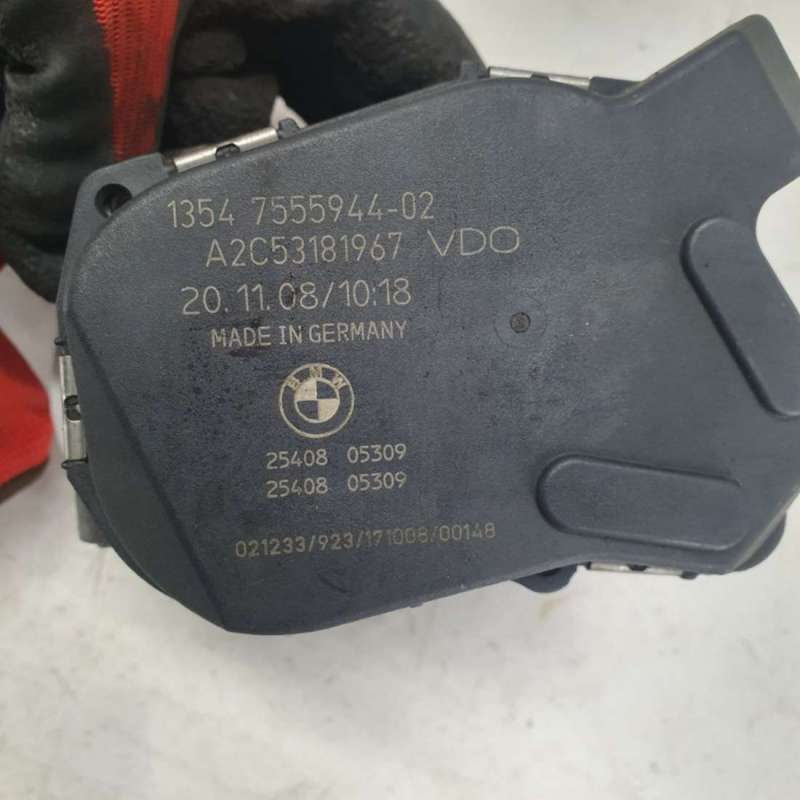 1354 7555944-02
A2C53181967 VDO
20.11.08/10:18
MADE IN GERMANY
BMW
25408 05309
25408 05309
021233/923/171008/00148